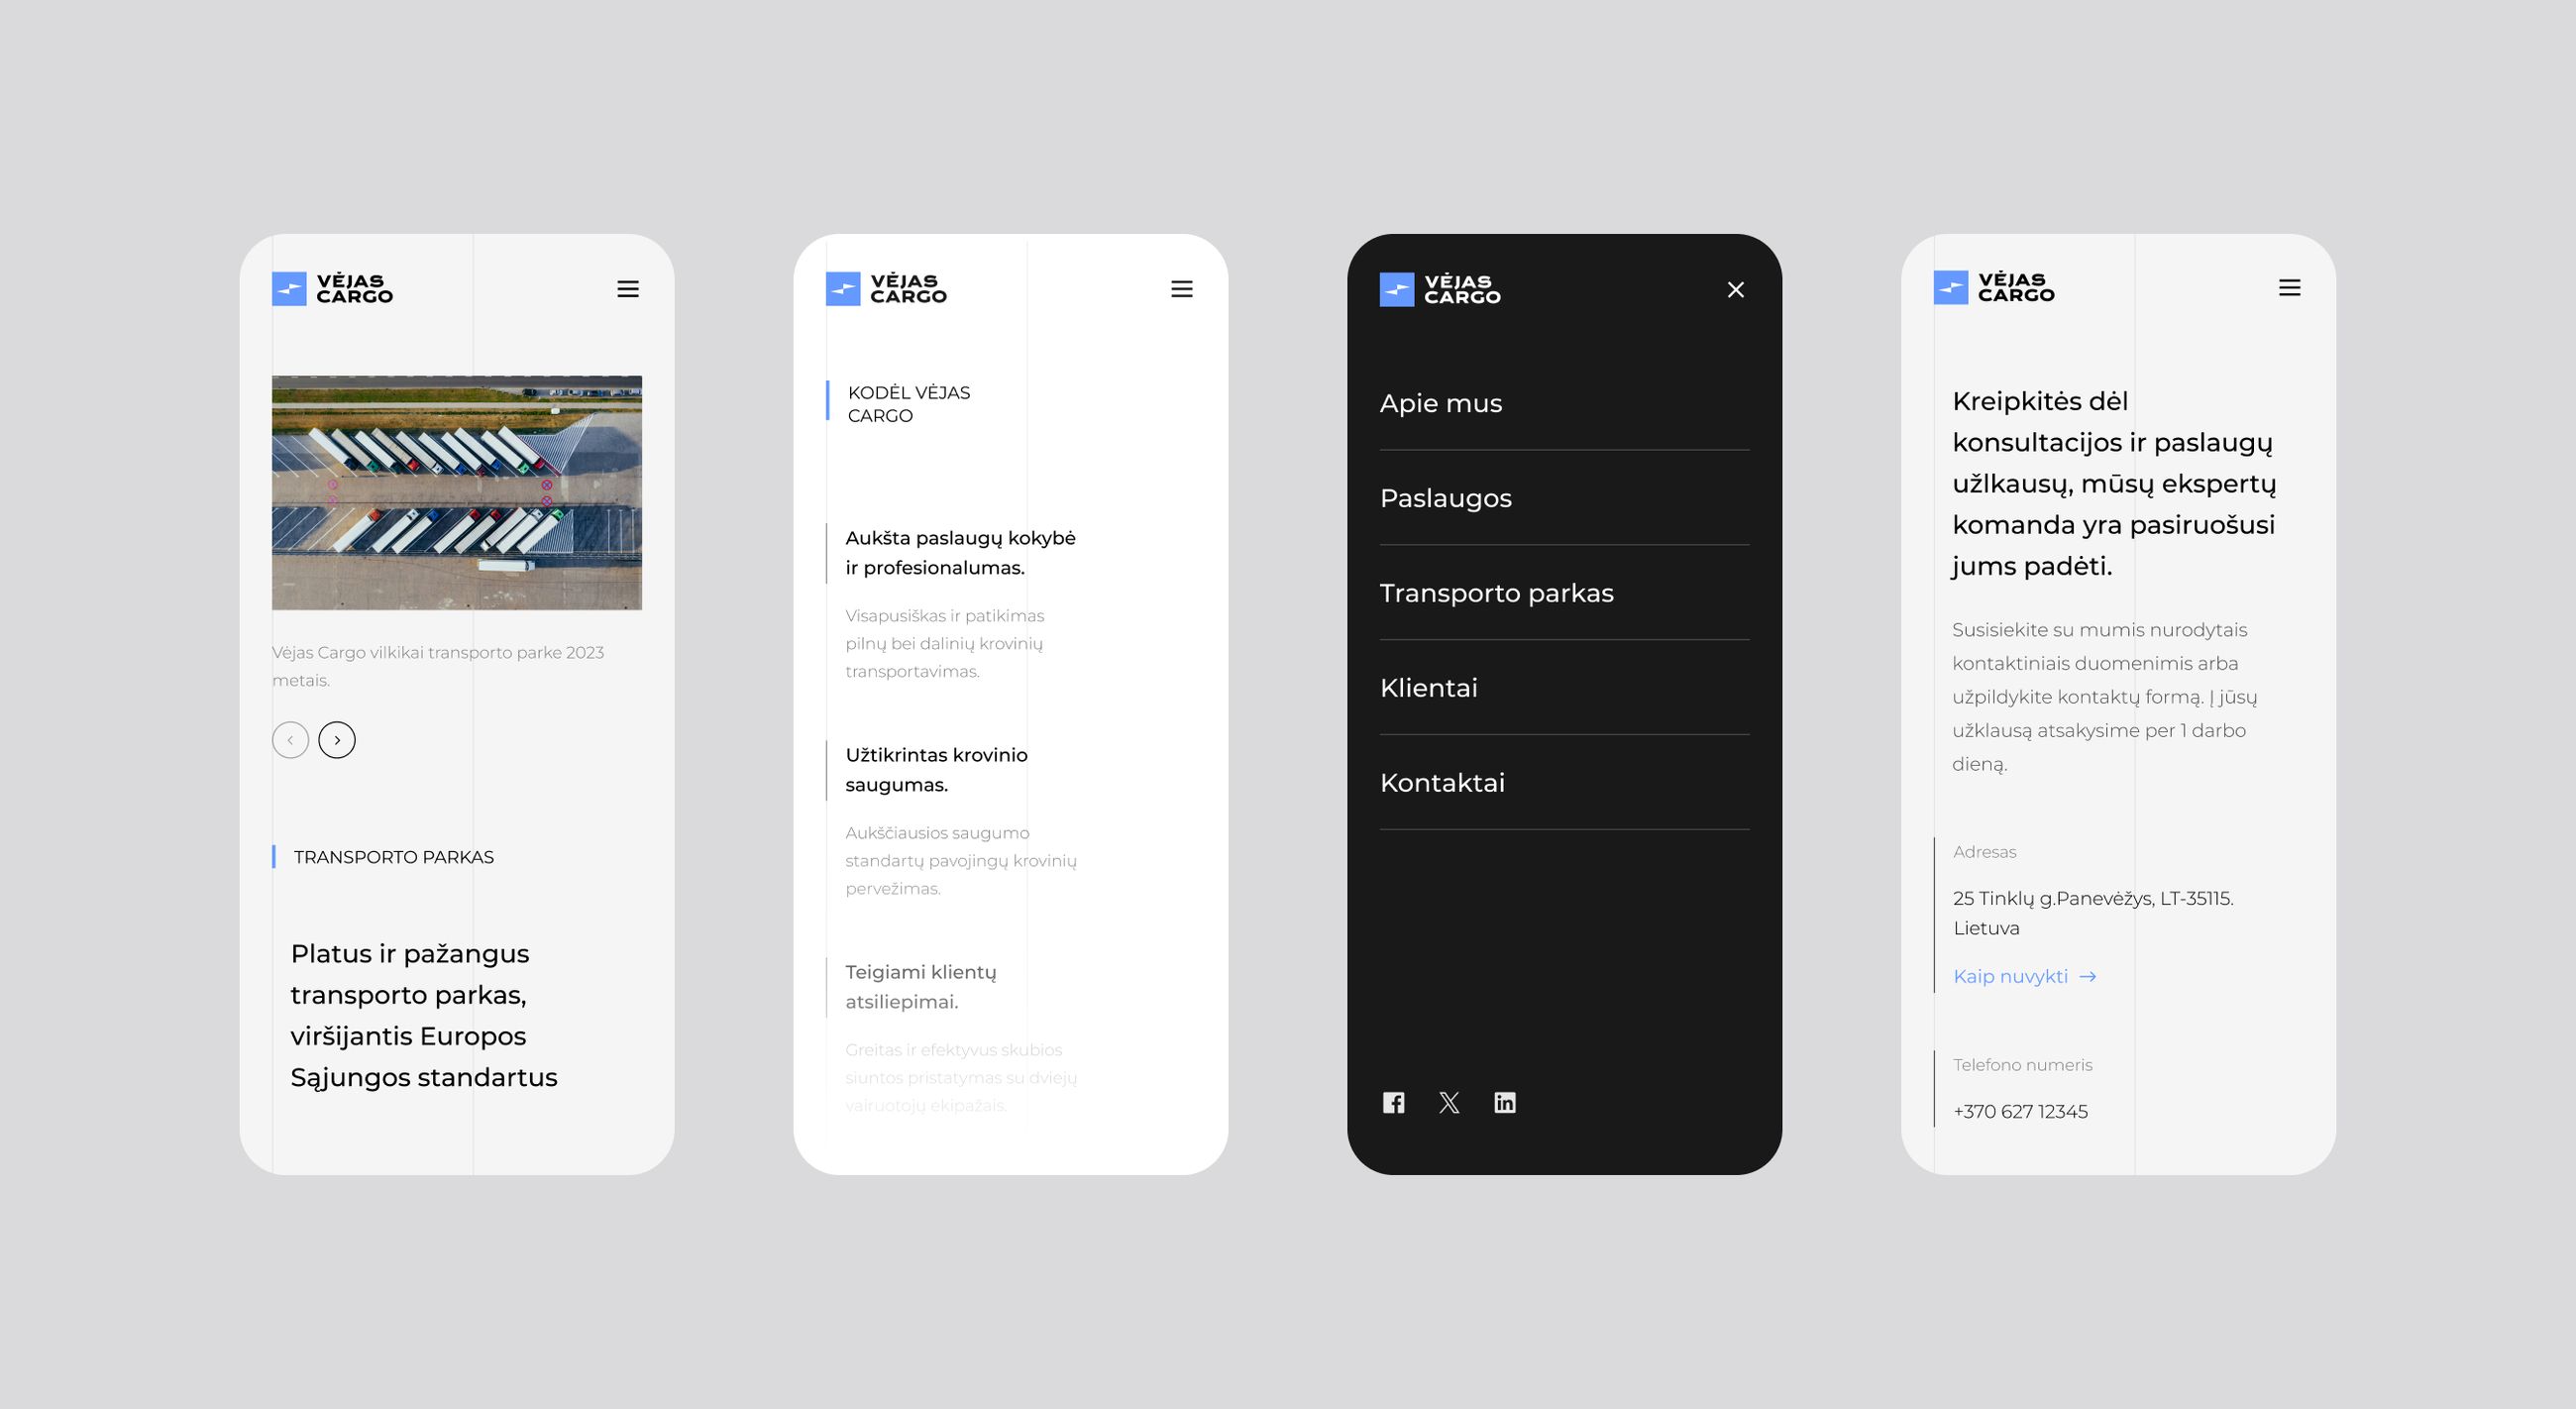 VĖJAS
CARGO
Vėjas Cargo vilkikai transporto parke 2023
metais.
TRANSPORTO PARKAS
Platus ir pažangus
transporto parkas,
viršijantis Europos
Sąjungos standartus
VĖJAS
CARGO
KODĖL VĖJAS
CARGO
Aukšta paslaugų kokybė
ir profesionalumas.
Visapusiškas ir patikimas
pilnų bei dalinių krovinių
transportavimas.
Užtikrintas krovinio
saugumas.
Aukščiausios saugumo
standartų pavojingų krovinių
pervežimas.
Teigiami klientų
atsiliepimai.
Greitas ir efektyvus skubios
siuntos pristatymas su dviejų
vairuotojų ekipažais.
VĖJAS
CARGO
Apie mus
Paslaugos
Transporto parkas
Klientai
Kontaktai
VĖJAS
CARGO
Kreipkitės dėl
konsultacijos ir paslaugų
užlkausų, mūsų ekspertų
komanda yra pasiruošusi
jums padėti.
Susisiekite su mumis nurodytais
kontaktiniais duomenimis arba
užpildykite kontaktų formą. Į jūsų
užklausą atsakysime per 1 darbo
dieną.
Adresas
25 Tinklų g.Panevėžys, LT-35115.
Lietuva
Kaip nuvykti →
Telefono numeris
+370 627 12345